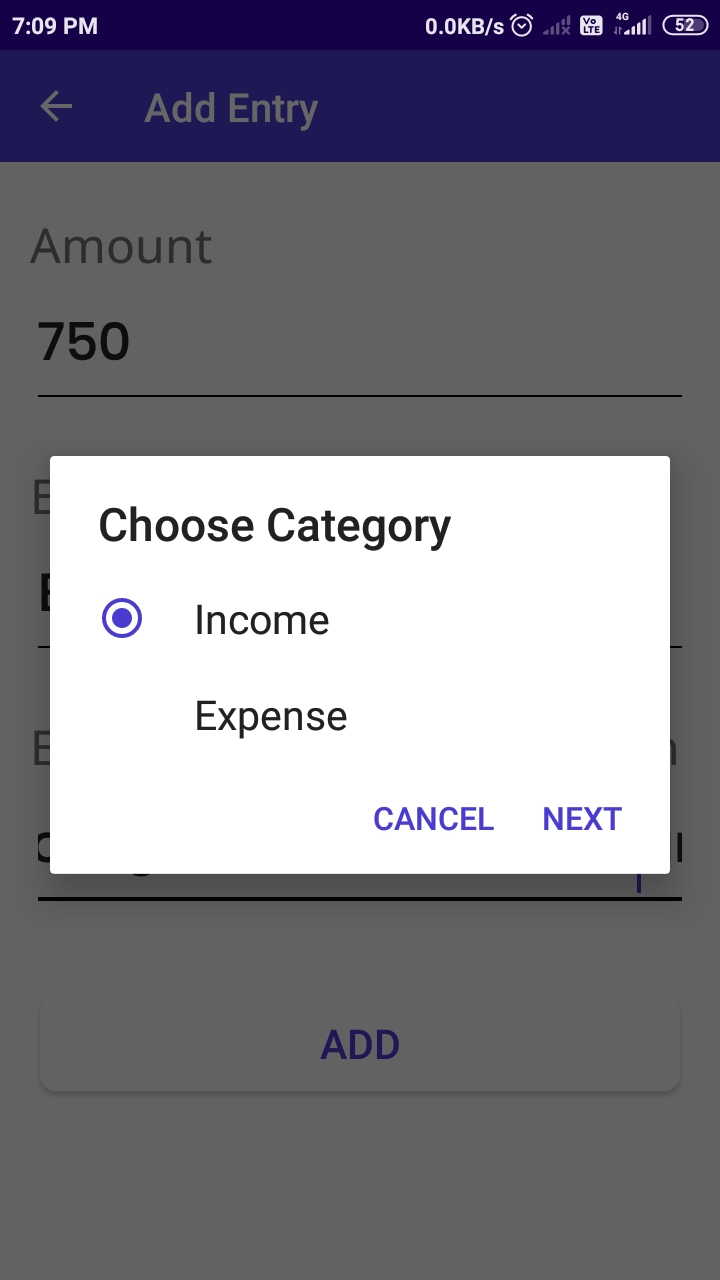 7:09 PM 0.0KB/s Vo LTE 4G 52
Add Entry
Amount
750
Choose Category
Income
Expense
CANCEL NEXT
ADD